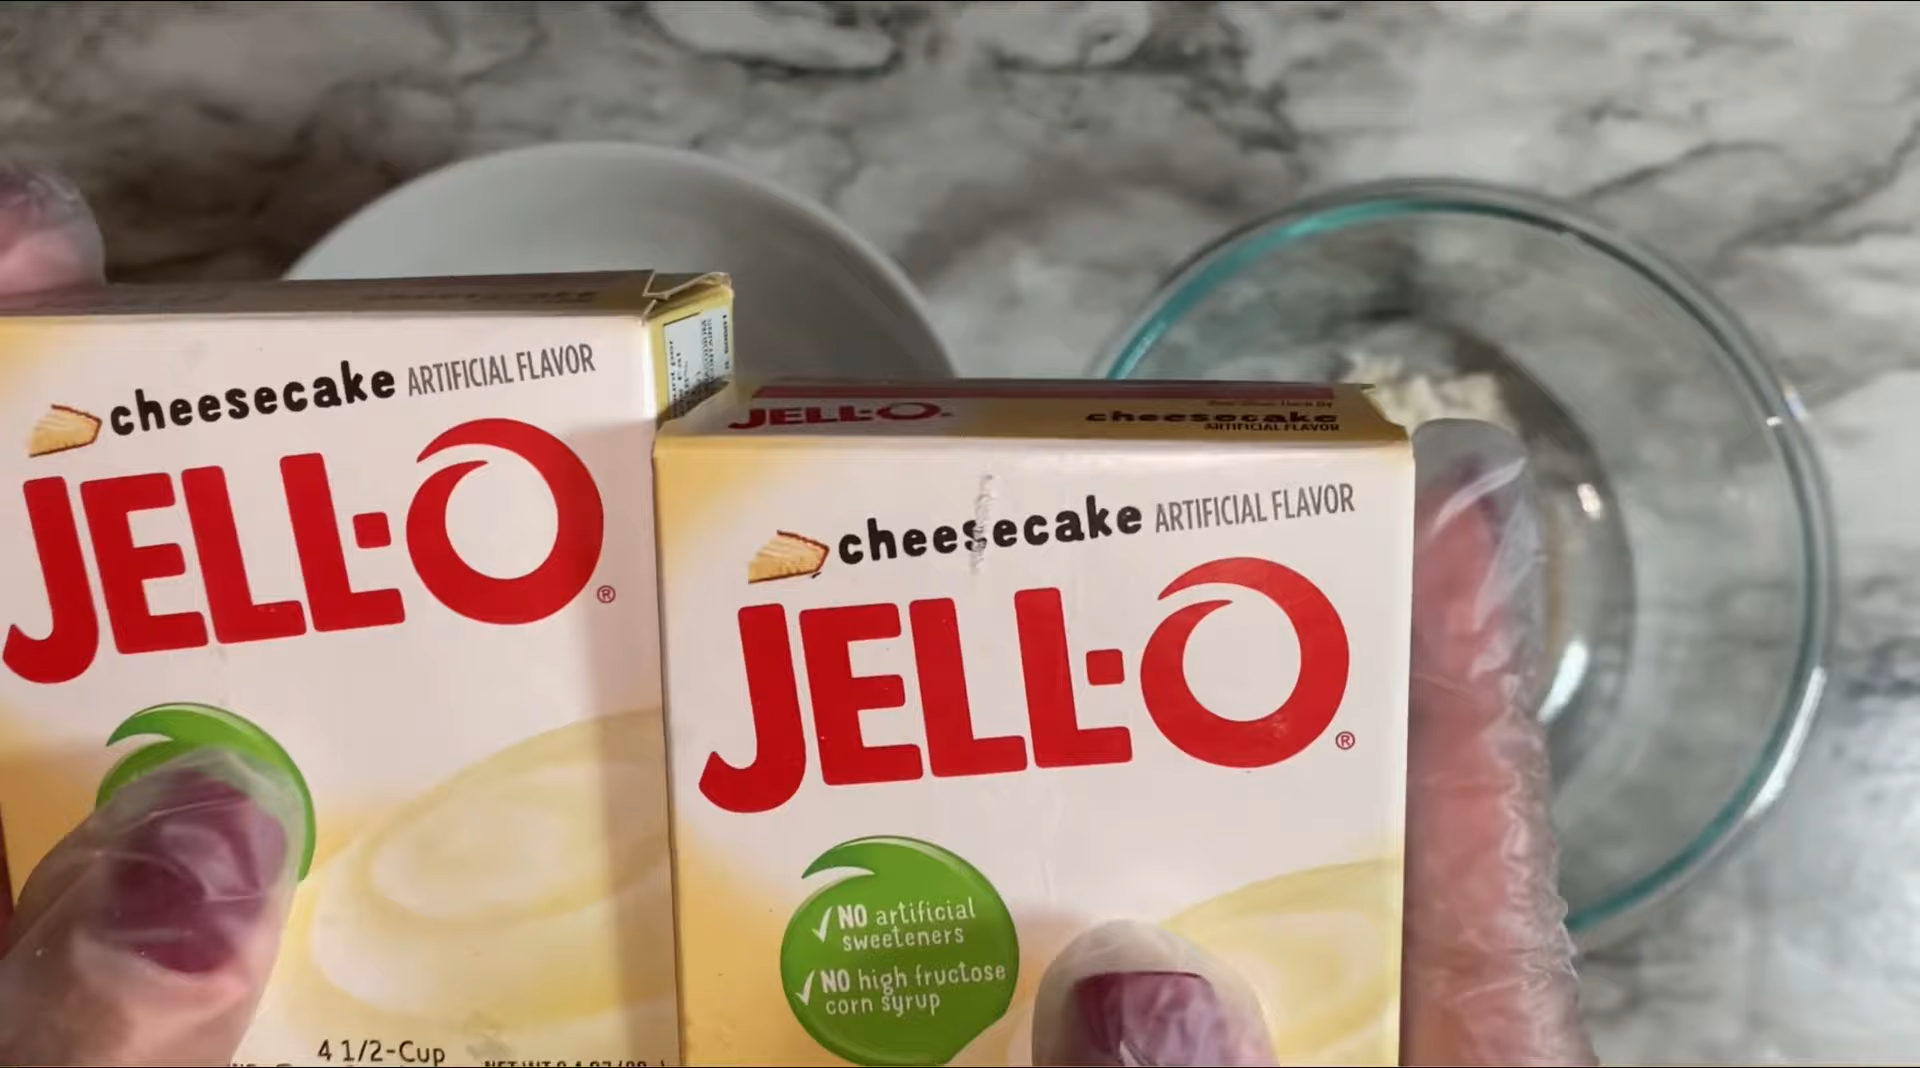 cheesecake ARTIFICIAL FLAVOR
JELL-O®
4 1/2-Cup
JELL-O
cheesecake
ARTIFICIAL FLAVOR
cheesecake ARTIFICIAL FLAVOR
JELL-O®
✓NO artificial
sweeteners
✓NO high fructose
corn syrup